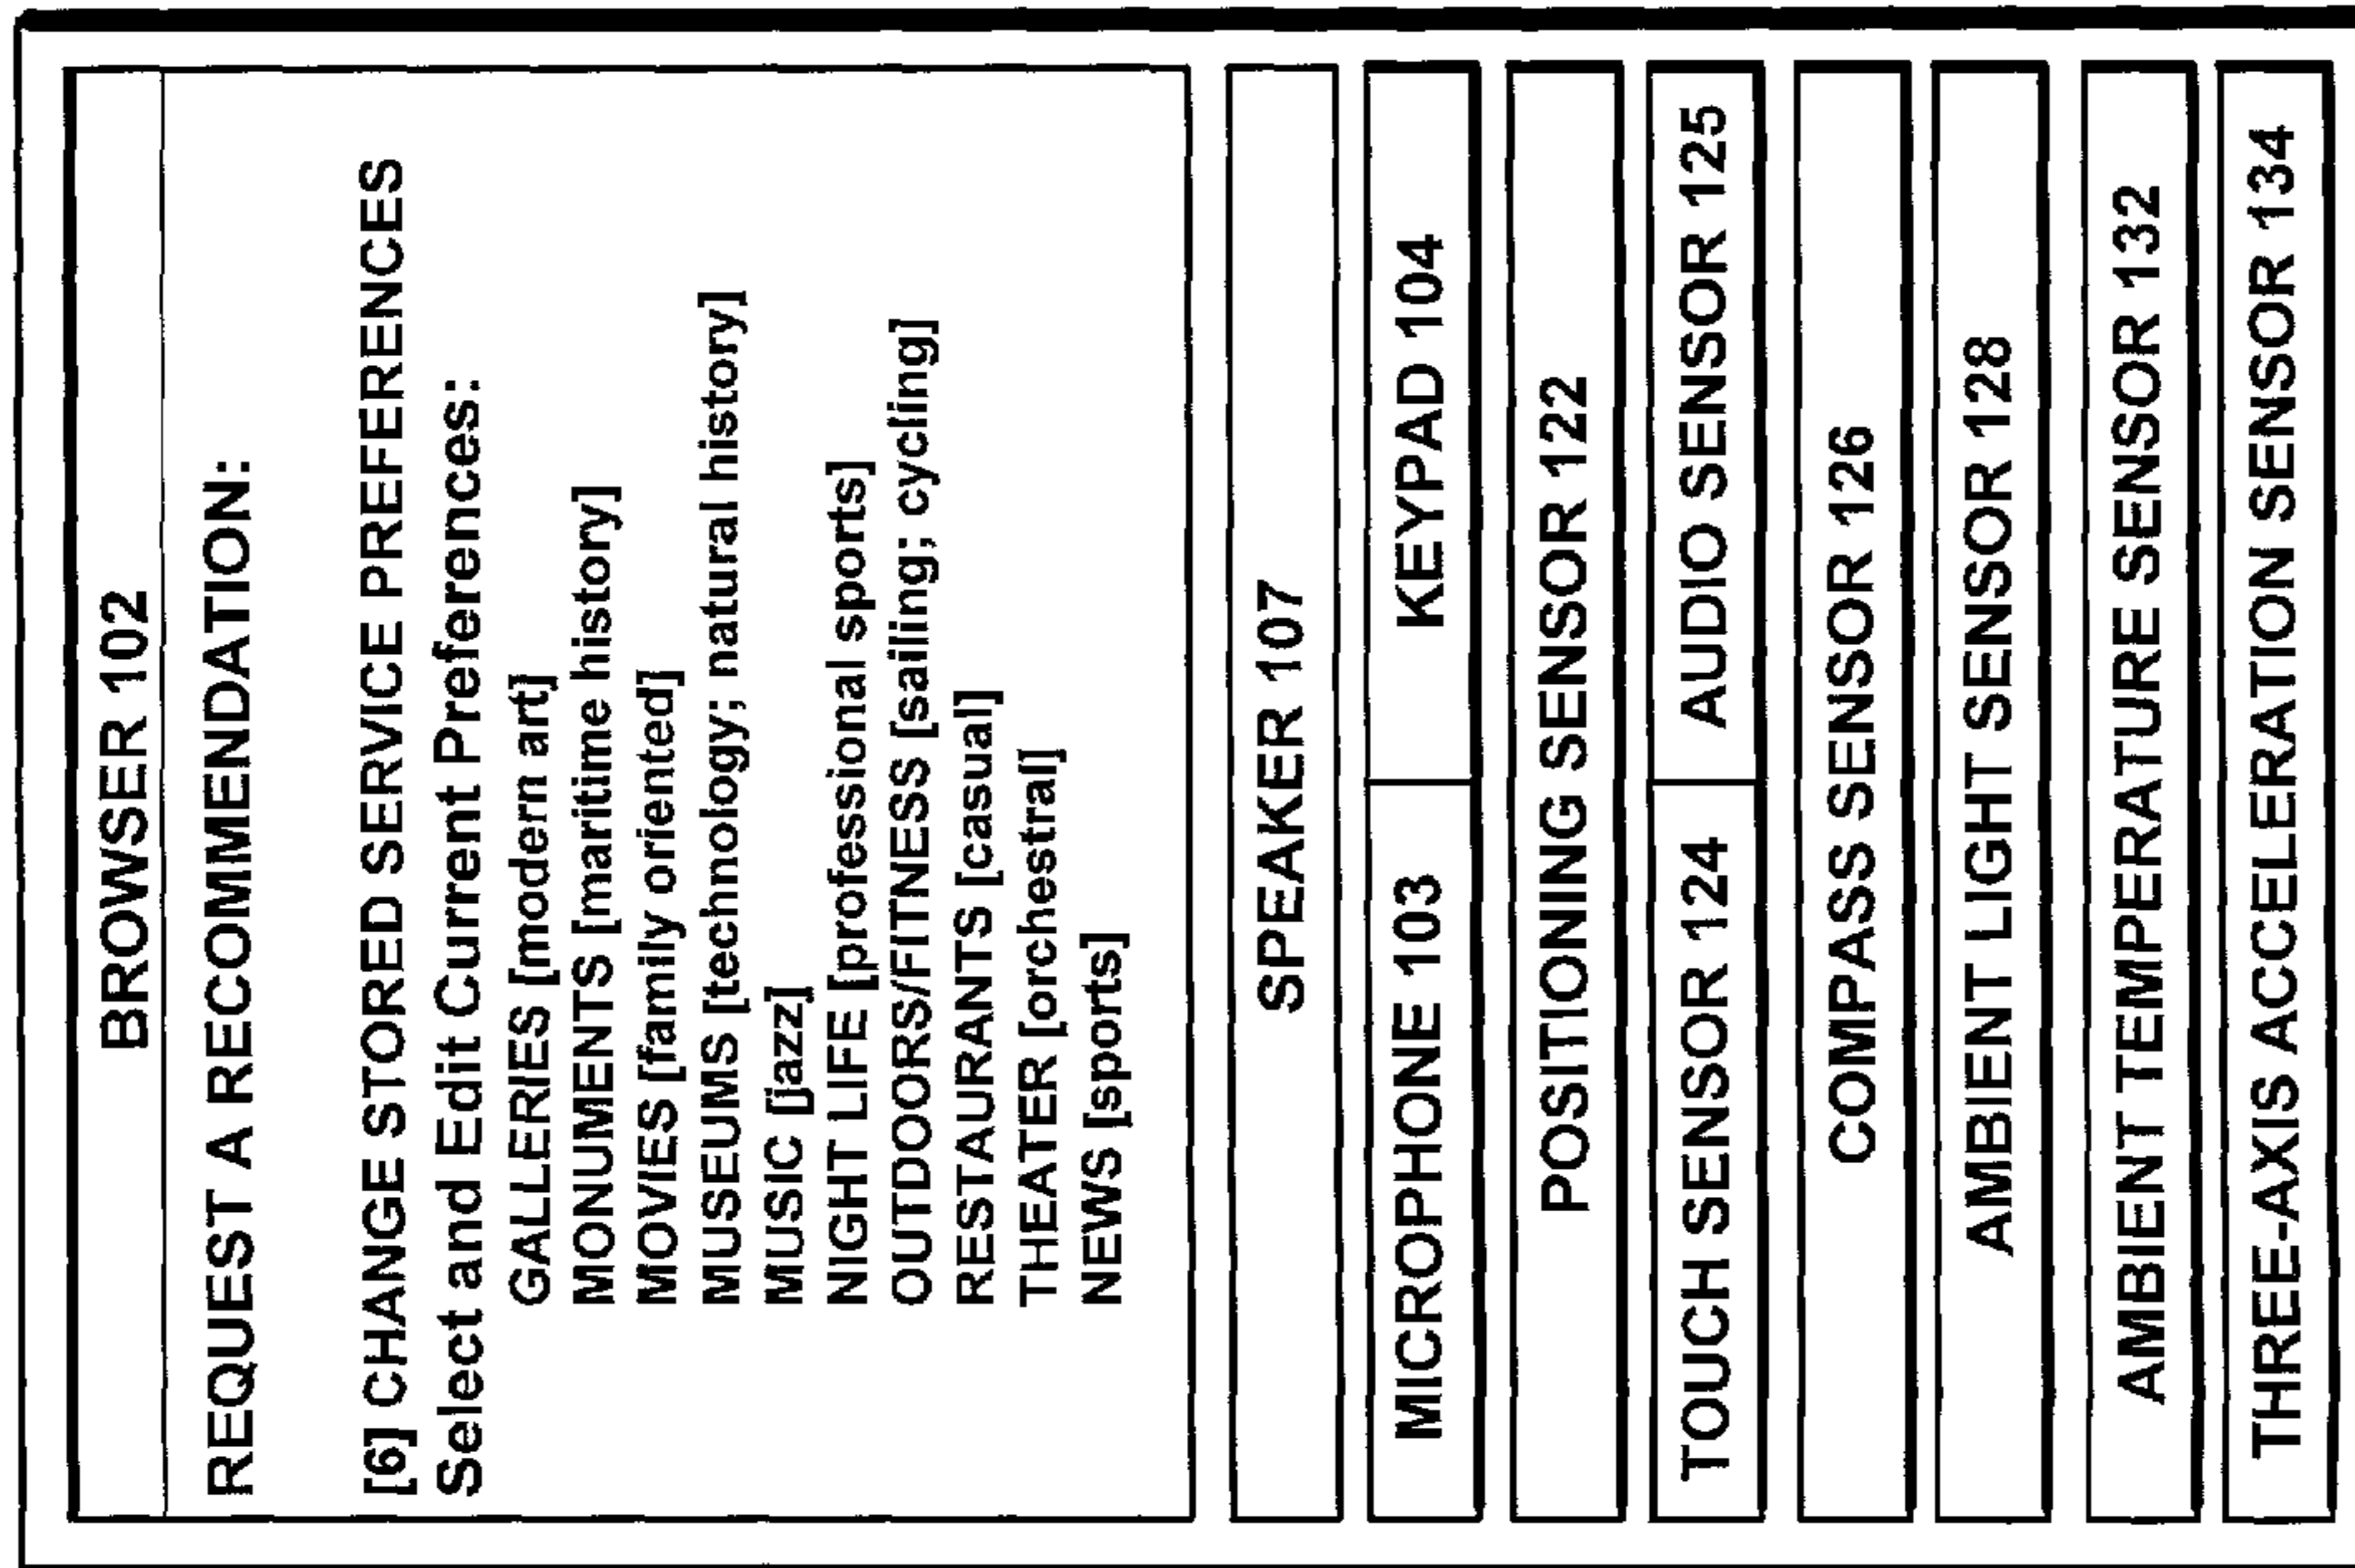 BROWSER 102
REQUEST A RECOMMENDATION:
[6] CHANGE STORED SERVICE PREFERENCES
Select and Edit Current Preferences:
GALLERIES [modern art]
MONUMENTS [maritime history]
MOVIES [family oriented]
MUSEUMS [technology; natural history]
MUSIC [jazz]
NIGHT LIFE [professional sports]
OUTDOORS/FITNESS [sailing; cycling]
RESTAURANTS [casual]
THEATER [orchestral]
NEWS [sports]
SPEAKER 107
MICROPHONE 103 KEYPAD 104
POSITIONING SENSOR 122
TOUCH SENSOR 124 AUDIO SENSOR 125
COMPASS SENSOR 126
AMBIENT LIGHT SENSOR 128
AMBIENT TEMPERATURE SENSOR 132
THREE-AXIS ACCELERATION SENSOR 134